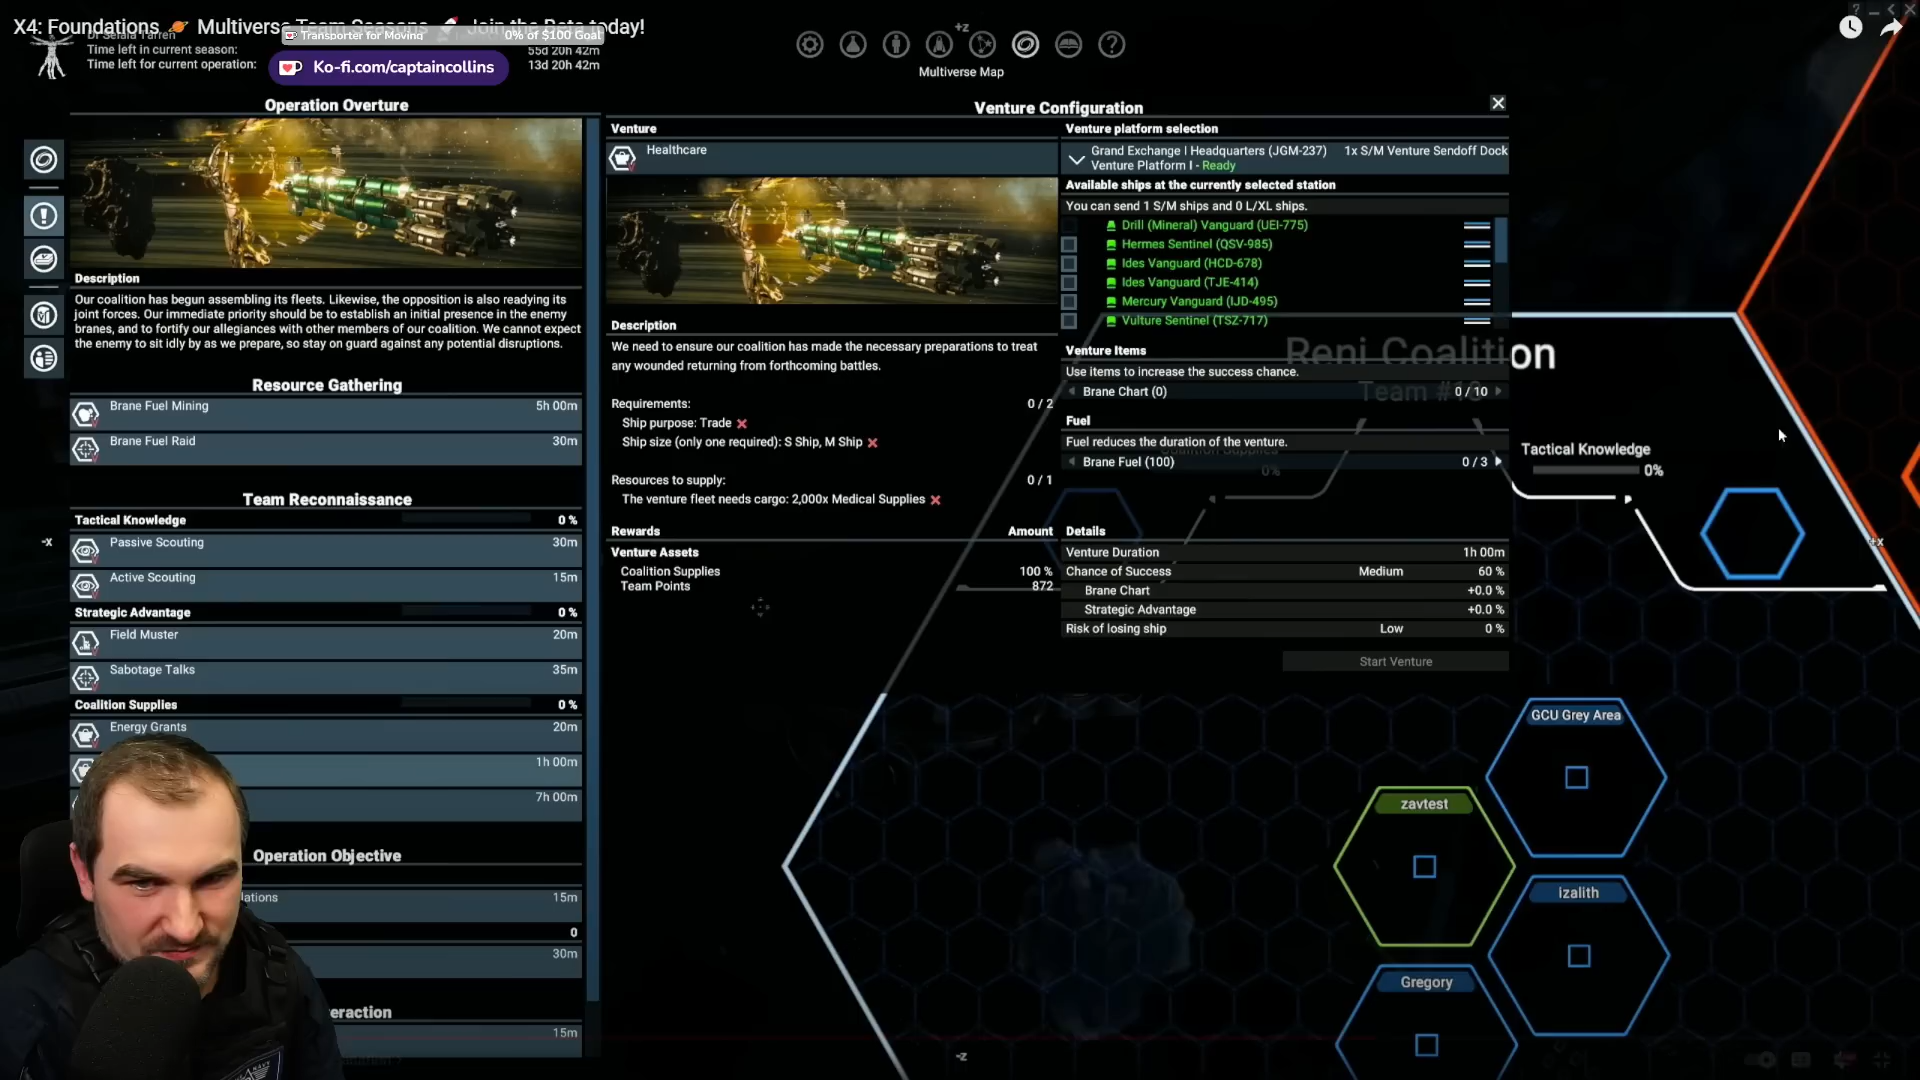 X4: Foundations 🪐 Multiverse Team Seasons 🚀 Join the Beta today!
Dr Selaia Tarren
Transporter for Moving 0% of $100 Goal
Time left in current season: 55d 20h 42m
Time left for current operation: 13d 20h 42m
Ko-fi.com/captaincollins
+z
Multiverse Map
Operation Overture
Description
Our coalition has begun assembling its fleets. Likewise, the opposition is also readying its
joint forces. Our immediate priority should be to establish an initial presence in the enemy
branes, and to fortify our allegiances with other members of our coalition. We cannot expect
the enemy to sit idly by as we prepare, so stay on guard against any potential disruptions.
Resource Gathering
Brane Fuel Mining 5h 00m
Brane Fuel Raid 30m
Team Reconnaissance
Tactical Knowledge 0 %
Passive Scouting 30m
Active Scouting 15m
Strategic Advantage 0 %
Field Muster 20m
Sabotage Talks 35m
Coalition Supplies 0 %
Energy Grants 20m
1h 00m
7h 00m
Operation Objective
lations 15m
0
30m
eraction
15m
-x
Venture Configuration
Venture
Healthcare
Description
We need to ensure our coalition has made the necessary preparations to treat
any wounded returning from forthcoming battles.
Requirements: 0 / 2
Ship purpose: Trade
Ship size (only one required): S Ship, M Ship
Resources to supply: 0 / 1
The venture fleet needs cargo: 2,000x Medical Supplies
Rewards Amount
Venture Assets
Coalition Supplies 100 %
Team Points 872
Venture platform selection
Grand Exchange I Headquarters (JGM-237) 1x S/M Venture Sendoff Dock
Venture Platform I - Ready
Available ships at the currently selected station
You can send 1 S/M ships and 0 L/XL ships.
Drill (Mineral) Vanguard (UEI-775)
Hermes Sentinel (QSV-985)
Ides Vanguard (HCD-678)
Ides Vanguard (TJE-414)
Mercury Vanguard (IJD-495)
Vulture Sentinel (TSZ-717)
Venture Items
Use items to increase the success chance.
Brane Chart (0) 0 / 10
Fuel
Fuel reduces the duration of the venture.
Brane Fuel (100) 0 / 3
Details
Venture Duration 1h 00m
Chance of Success Medium 60 %
Brane Chart +0.0 %
Strategic Advantage +0.0 %
Risk of losing ship Low 0 %
Start Venture
Reni Coalition
Team #13
Coalition Supplies
0%
Tactical Knowledge
0%
+x
GCU Grey Area
zavtest
izalith
Gregory
-z